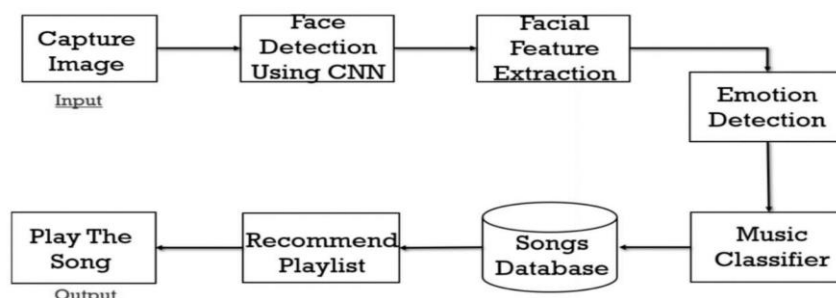 Capture
Image
Input
Face
Detection
Using CNN
Facial
Feature
Extraction
Emotion
Detection
Music
Classifier
Songs
Database
Recommend
Playlist
Play The
Song
Output